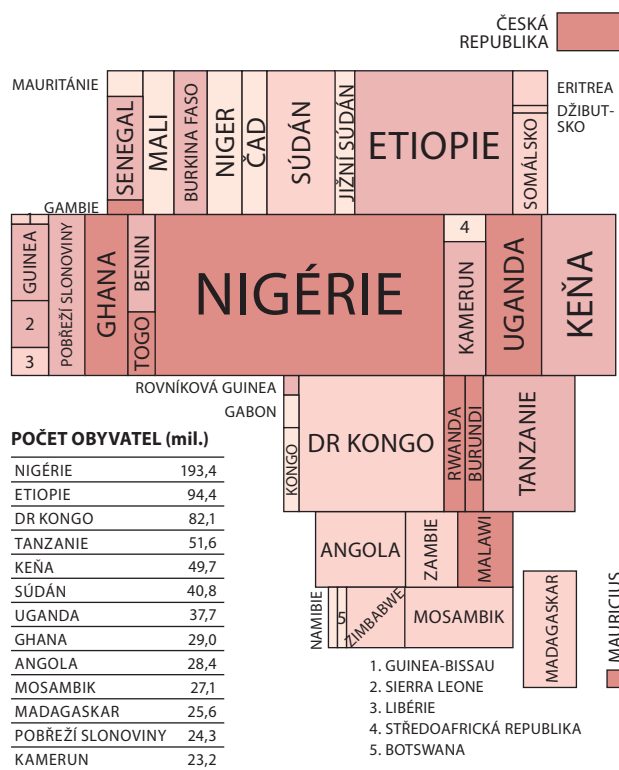 ČESKÁ
REPUBLIKA
MAURITÁNIE
SENEGAL
MALI
BURKINA FASO
NIGER
ČAD
SÚDÁN
JIŽNÍ SÚDÁN
ETIOPIE
SOMÁLSKO
ERITREA
DŽIBUT-
SKO
GAMBIE
1
GUINEA
2
3
POBŘEŽÍ SLONOVINY
GHANA
BENIN
TOGO
NIGÉRIE
4
KAMERUN
UGANDA
KEŇA
ROVNÍKOVÁ GUINEA
GABON
KONGO
DR KONGO
RWANDA
BURUNDI
TANZANIE
ANGOLA
ZAMBIE
MALAWI
NAMIBIE
5
ZIMBABWE
MOSAMBIK
MADAGASKAR
MAURICIUS
POČET OBYVATEL (mil.)
NIGÉRIE 193,4
ETIOPIE 94,4
DR KONGO 82,1
TANZANIE 51,6
KEŇA 49,7
SÚDÁN 40,8
UGANDA 37,7
GHANA 29,0
ANGOLA 28,4
MOSAMBIK 27,1
MADAGASKAR 25,6
POBŘEŽÍ SLONOVINY 24,3
KAMERUN 23,2
1. GUINEA-BISSAU
2. SIERRA LEONE
3. LIBÉRIE
4. STŘEDOAFRICKÁ REPUBLIKA
5. BOTSWANA